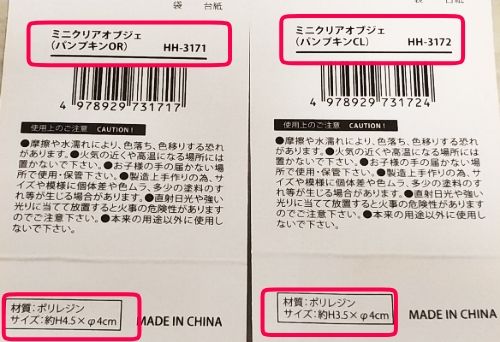 袋 台紙
ミニクリアオブジェ
(パンプキンOR) HH-3171
4 978929 731717
使用上のご注意 CAUTION!
●摩擦や水濡れにより、色落ち、色移りする恐れ
があります。●火気の近くや高温になる場所には
置かないで下さい。●お子様の手の届かない場
所で使用・保管下さい。●製造上手作りの為、サ
イズや模様に個体差や色ムラ、多少の塗料のす
れ等が生じる場合があります。●直射日光や強い
光りに当てて放置すると火事の危険性があります
のでご注意下さい。●本来の用途以外に使用し
ないで下さい。
材質:ポリレジン
サイズ:約H4.5×φ4cm
MADE IN CHINA
袋 台紙
ミニクリアオブジェ
(パンプキンCL) HH-3172
4 978929 731724
使用上のご注意 CAUTION!
●摩擦や水濡れにより、色落ち、色移りする恐れ
があります。●火気の近くや高温になる場所には
置かないで下さい。●お子様の手の届かない場
所で使用・保管下さい。●製造上手作りの為、サ
イズや模様に個体差や色ムラ、多少の塗料のす
れ等が生じる場合があります。●直射日光や強い
光りに当てて放置すると火事の危険性があります
のでご注意下さい。●本来の用途以外に使用し
ないで下さい。
材質:ポリレジン
サイズ:約H3.5×φ4cm
MADE IN CHINA